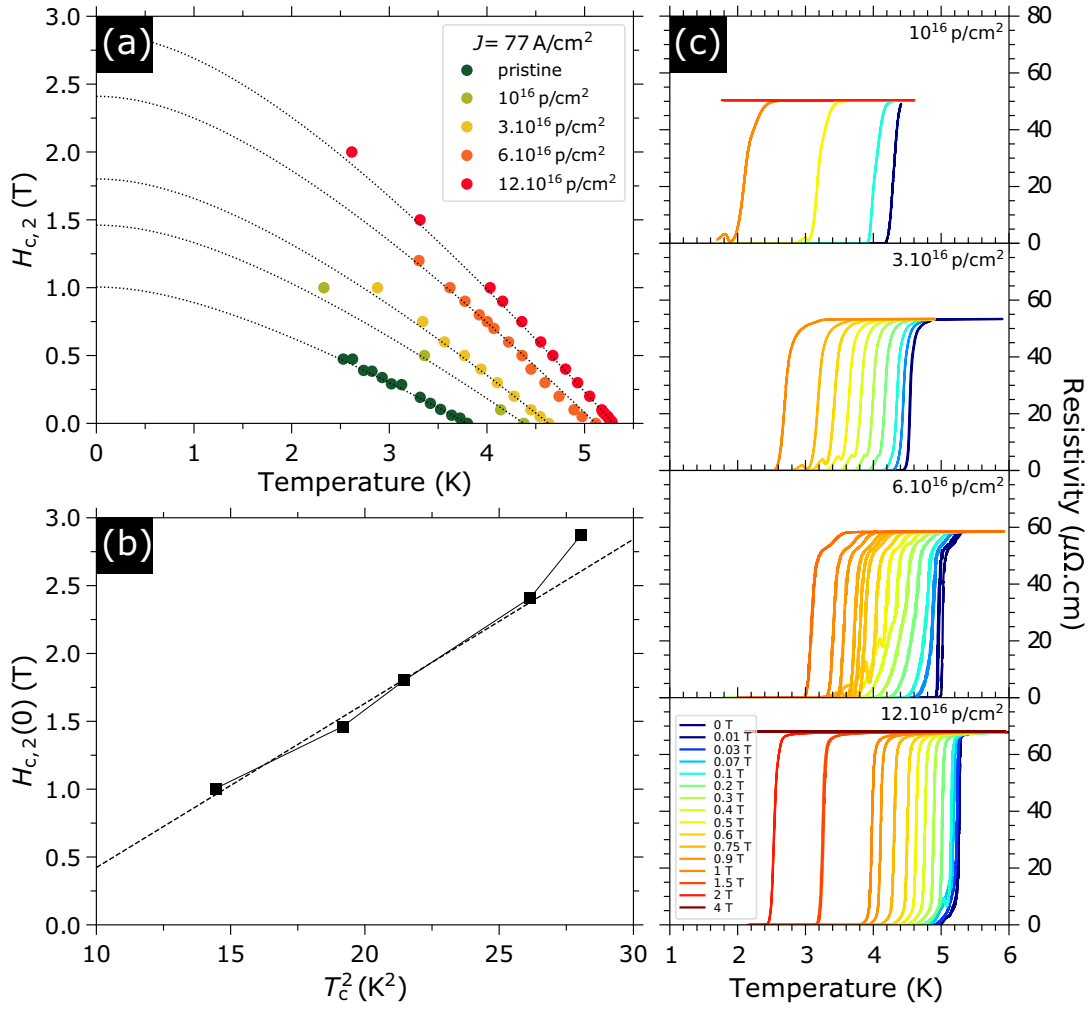 (a)
3.0
2.5
2.0
1.5
1.0
0.5
0.0
H_{c, 2} (T)
J= 77 A/cm²
pristine
10¹⁶ p/cm²
3.10¹⁶ p/cm²
6.10¹⁶ p/cm²
12.10¹⁶ p/cm²
0 1 2 3 4 5
Temperature (K)
(b)
3.0
2.5
2.0
1.5
1.0
0.5
0.0
H_{c, 2}(0) (T)
10 15 20 25 30
T_c² (K²)
(c)
10¹⁶ p/cm²
80
60
40
20
0
3.10¹⁶ p/cm²
60
40
20
0
6.10¹⁶ p/cm²
60
40
20
0
12.10¹⁶ p/cm²
60
40
20
0
Resistivity (μΩ.cm)
0 T
0.01 T
0.03 T
0.07 T
0.1 T
0.2 T
0.3 T
0.4 T
0.5 T
0.6 T
0.75 T
0.9 T
1 T
1.5 T
2 T
4 T
1 2 3 4 5 6
Temperature (K)